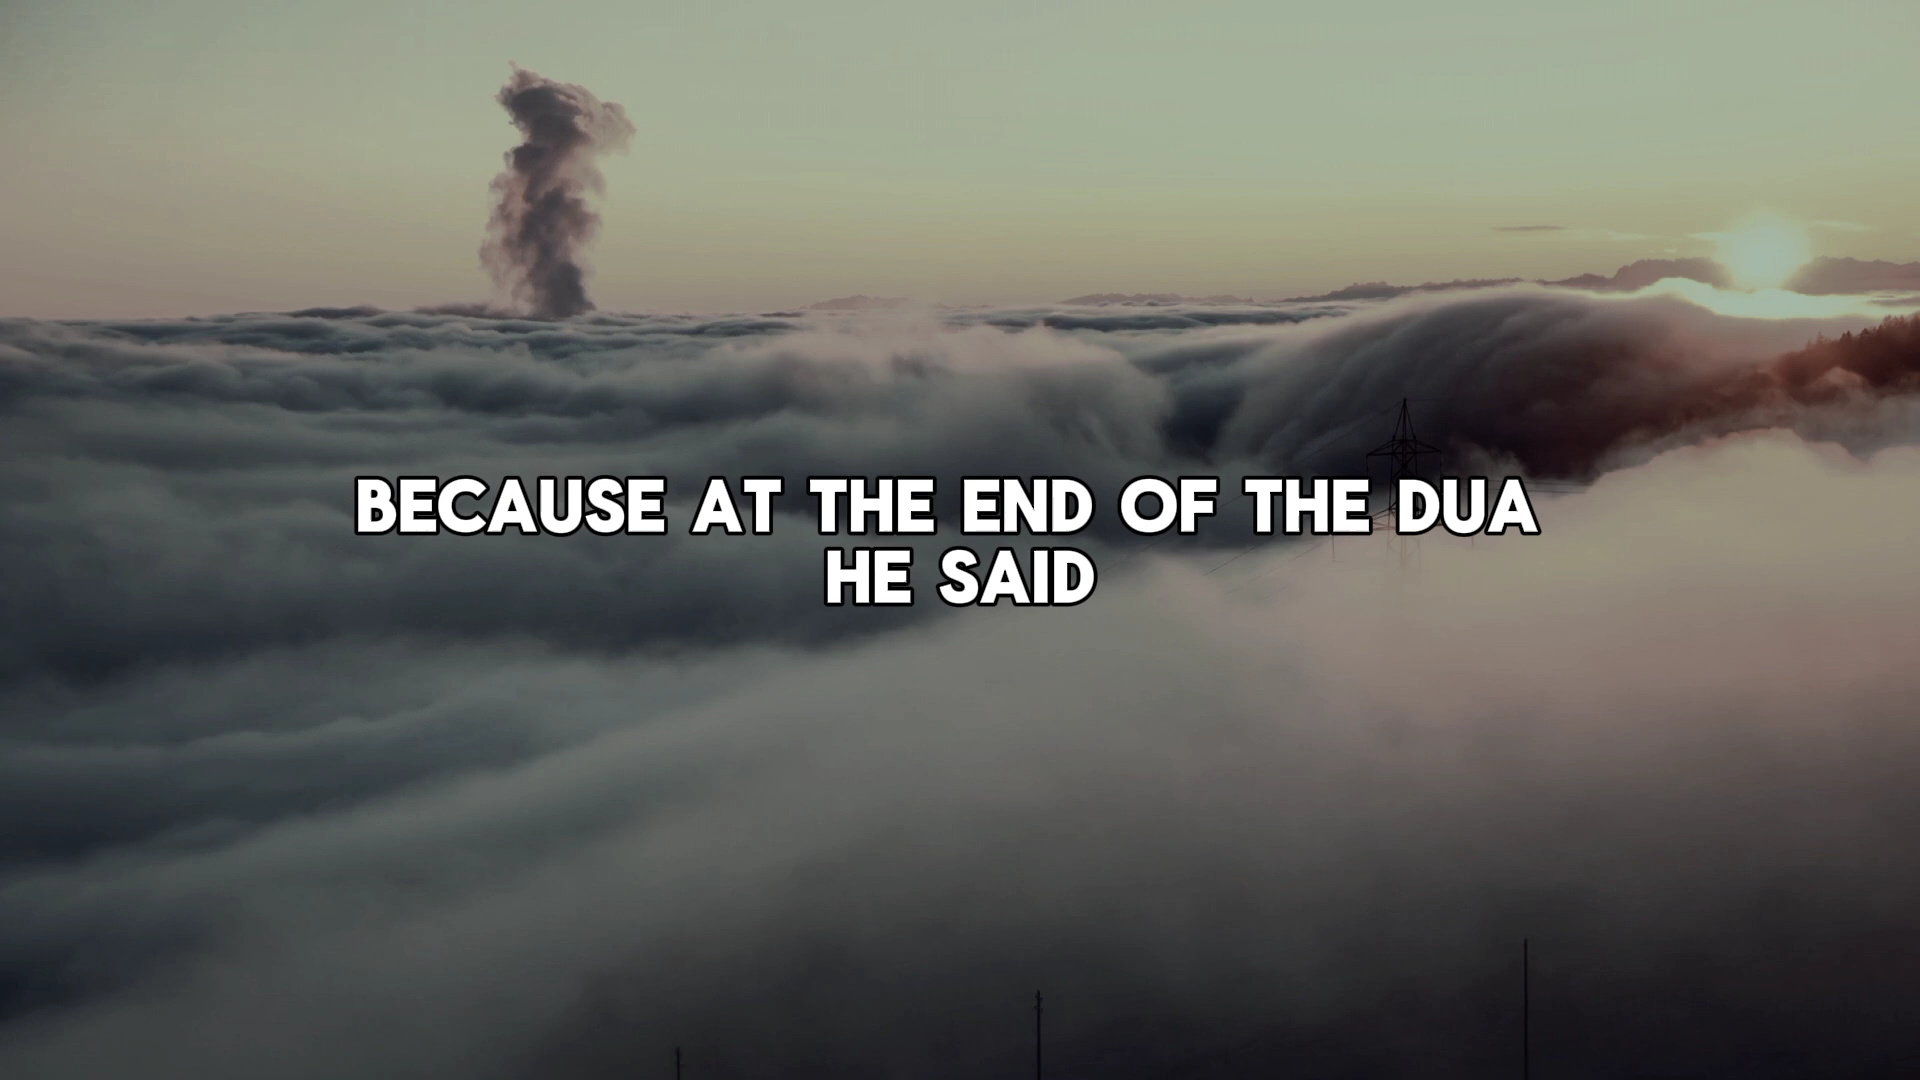 BECAUSE AT THE END OF THE DUA
HE SAID